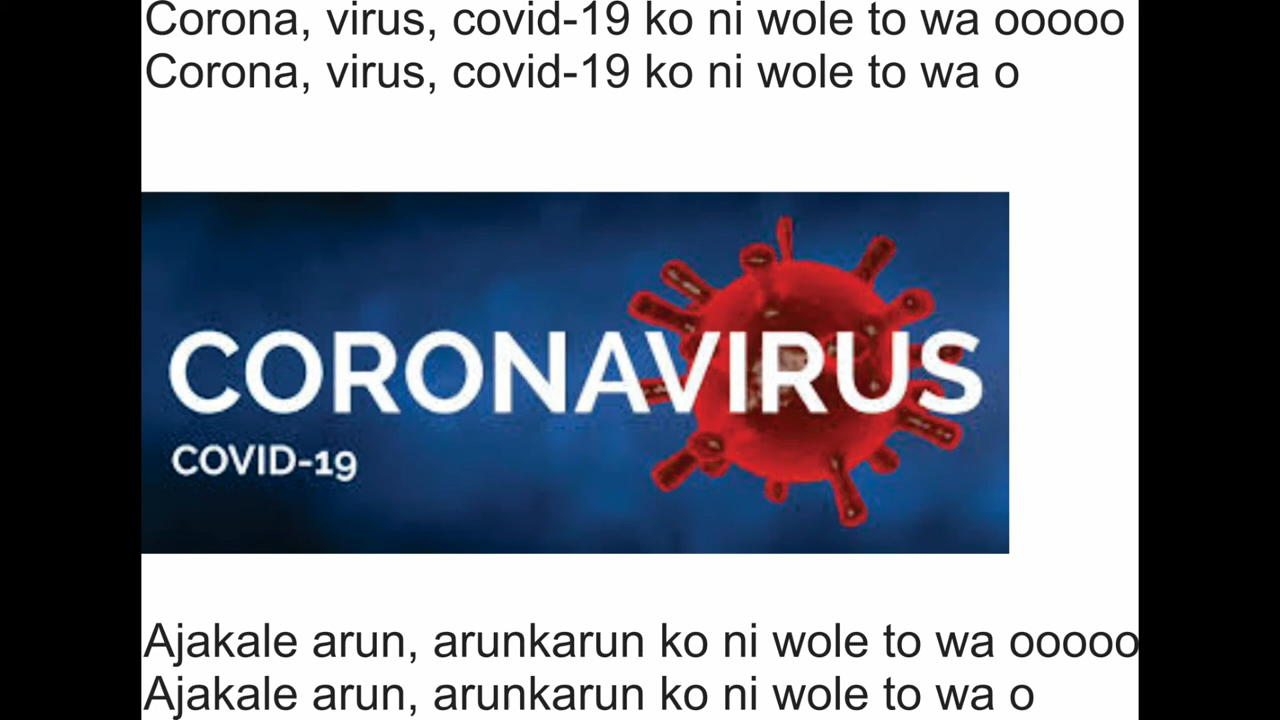 Corona, virus, covid-19 ko ni wole to wa ooooo
Corona, virus, covid-19 ko ni wole to wa o
CORONAVIRUS
COVID-19
Ajakale arun, arunkarun ko ni wole to wa ooooo
Ajakale arun, arunkarun ko ni wole to wa o